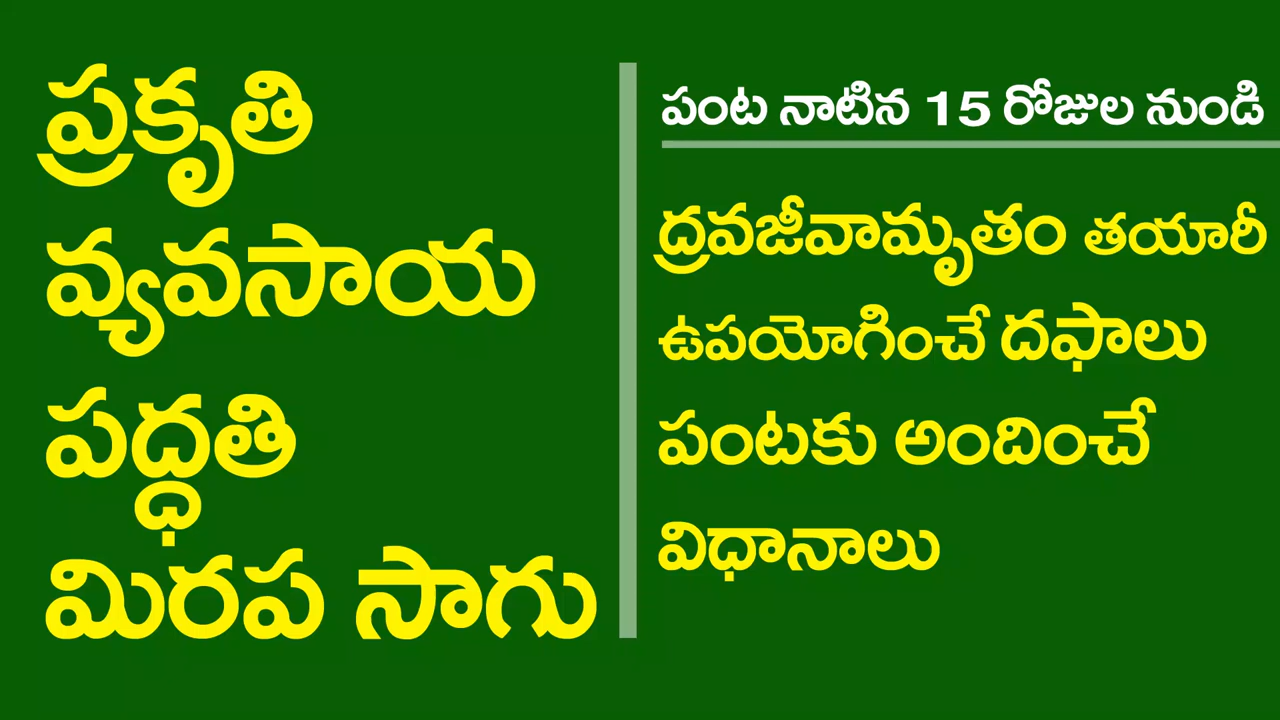 ప్రకృతి
వ్యవసాయ
పద్ధతి
మిరప సాగు
పంట నాటిన 15 రోజుల నుండి
ద్రవజీవామృతం తయారీ
ఉపయోగించే దఫాలు
పంటకు అందించే
విధానాలు